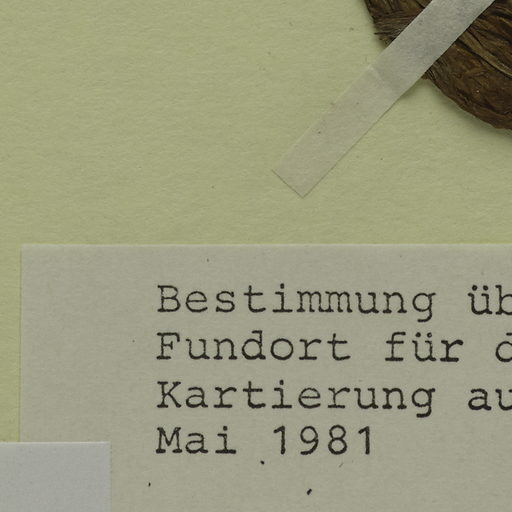 Bestimmung üb
Fundort für d
Kartierung au
Mai 1981